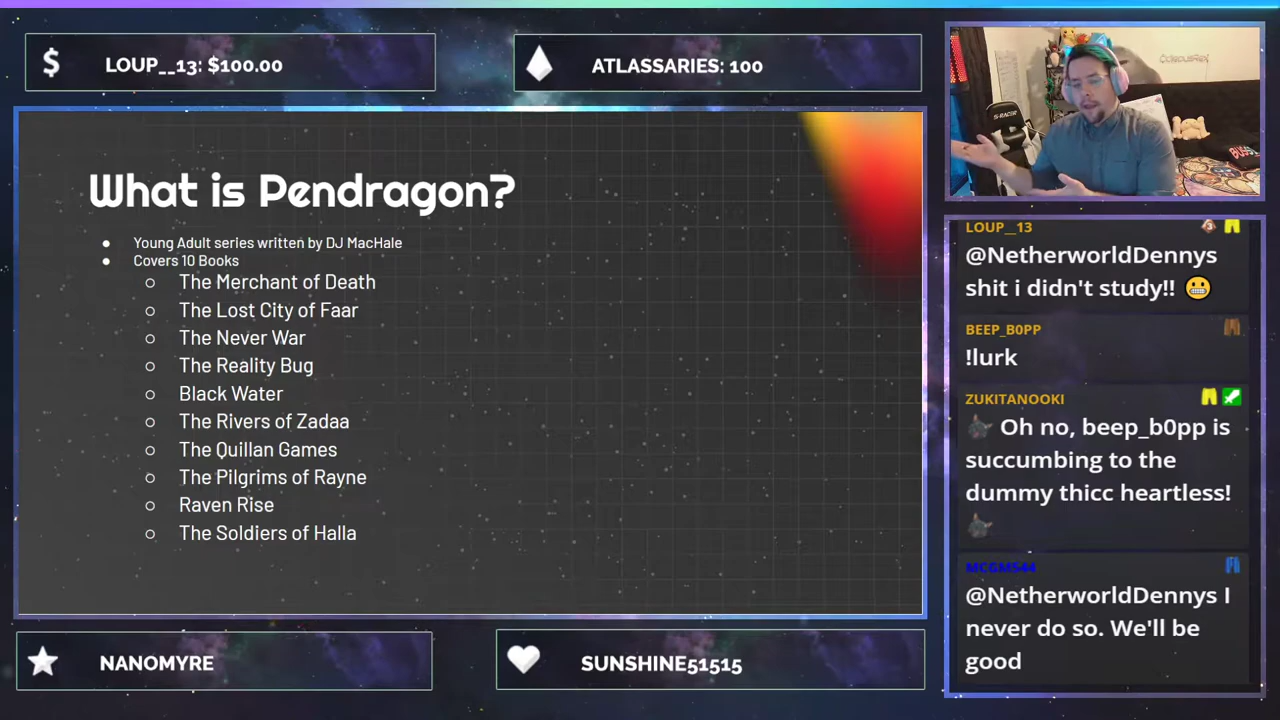 $ LOUP__13: $100.00
ATLASSARIES: 100
What is Pendragon?
● Young Adult series written by DJ MacHale
● Covers 10 Books
○ The Merchant of Death
○ The Lost City of Faar
○ The Never War
○ The Reality Bug
○ Black Water
○ The Rivers of Zadaa
○ The Quillan Games
○ The Pilgrims of Rayne
○ Raven Rise
○ The Soldiers of Halla
NANOMYRE
SUNSHINE51515
LOUP__13
@NetherworldDennys
shit i didn't study!! 😬
BEEP_B0PP
!lurk
ZUKITANOOKI
Oh no, beep_b0pp is
succumbing to the
dummy thicc heartless!
MCGM544
@NetherworldDennys I
never do so. We'll be
good